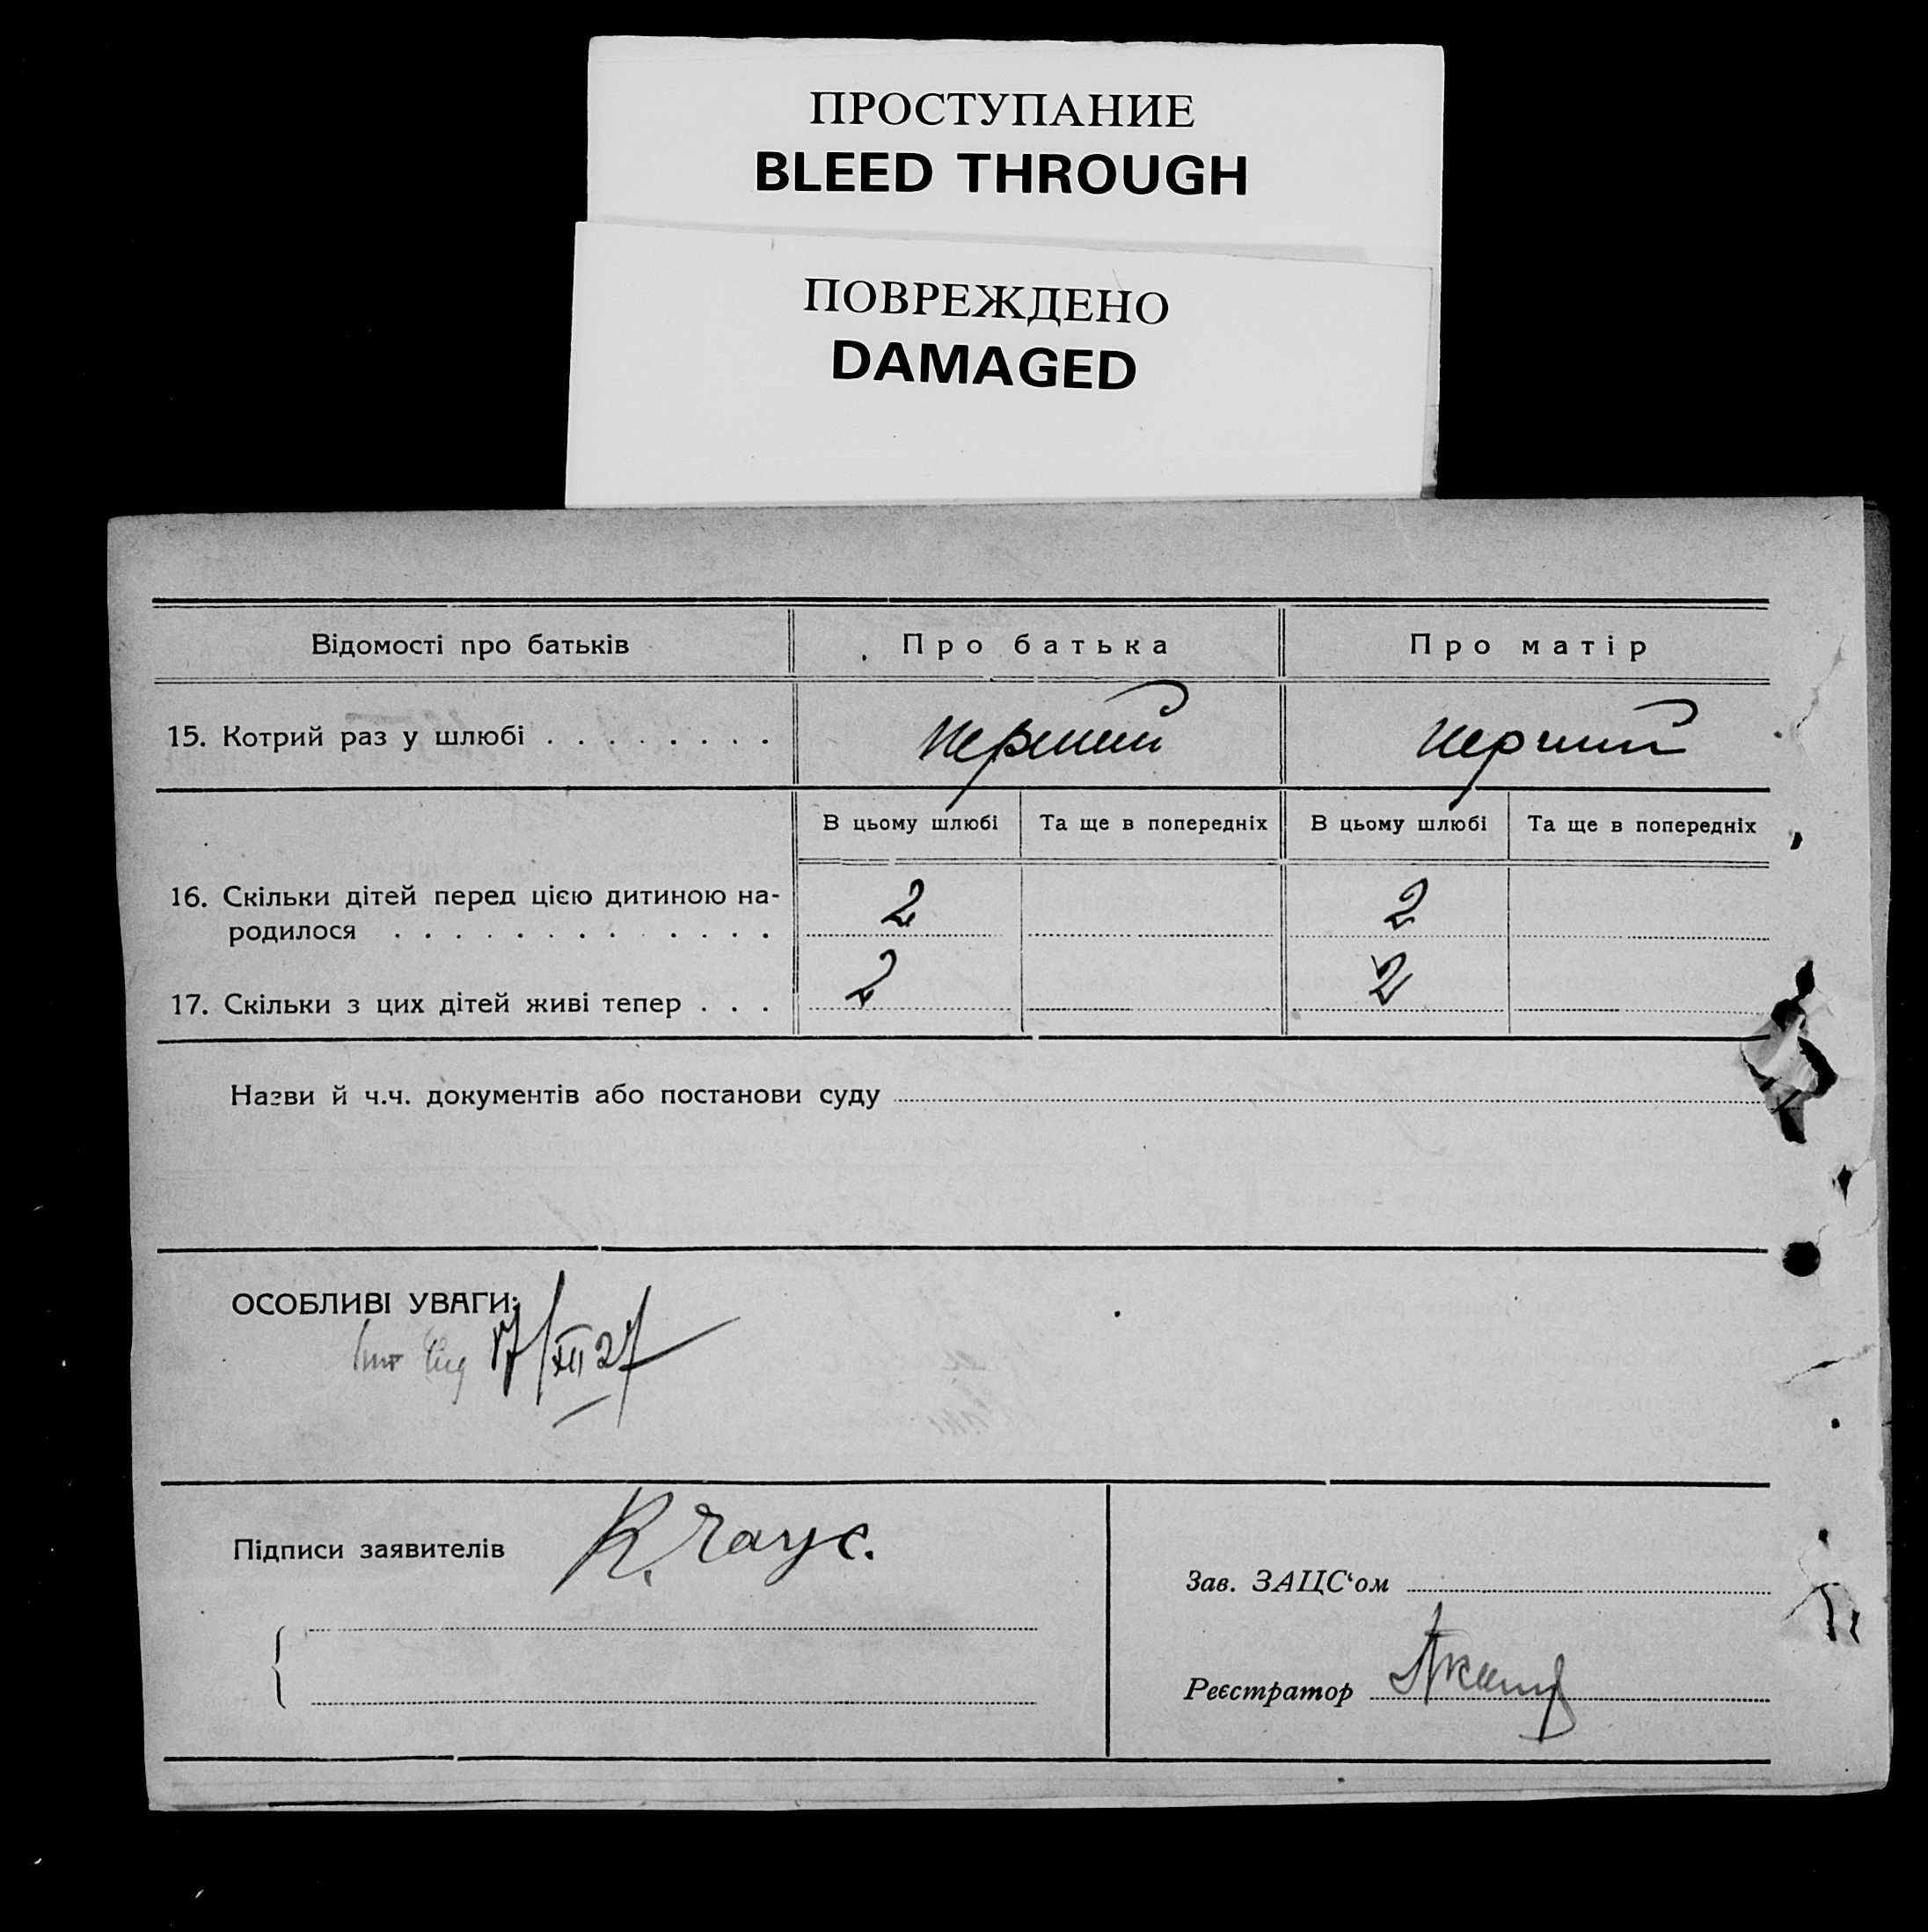 ПРОСТУПАНИЕ
BLEED THROUGH
ПОВРЕЖДЕНО
DAMAGED
Відомості про батьків Про батька Про матір
15. Котрий раз у шлюбі . . . . . . . . перший перший
В цьому шлюбі Та ще в попередніх В цьому шлюбі Та ще в попередніх
16. Скільки дітей перед цією дитиною на-
родилося . . . . . . . . . . . . . 2 2
17. Скільки з цих дітей живі тепер . . . 2 2
Назви й ч.ч. документів або постанови суду
ОСОБЛИВІ УВАГИ:
17/XII 27
Підписи заявителів
Зав. ЗАЦС‘ом
Реєстратор